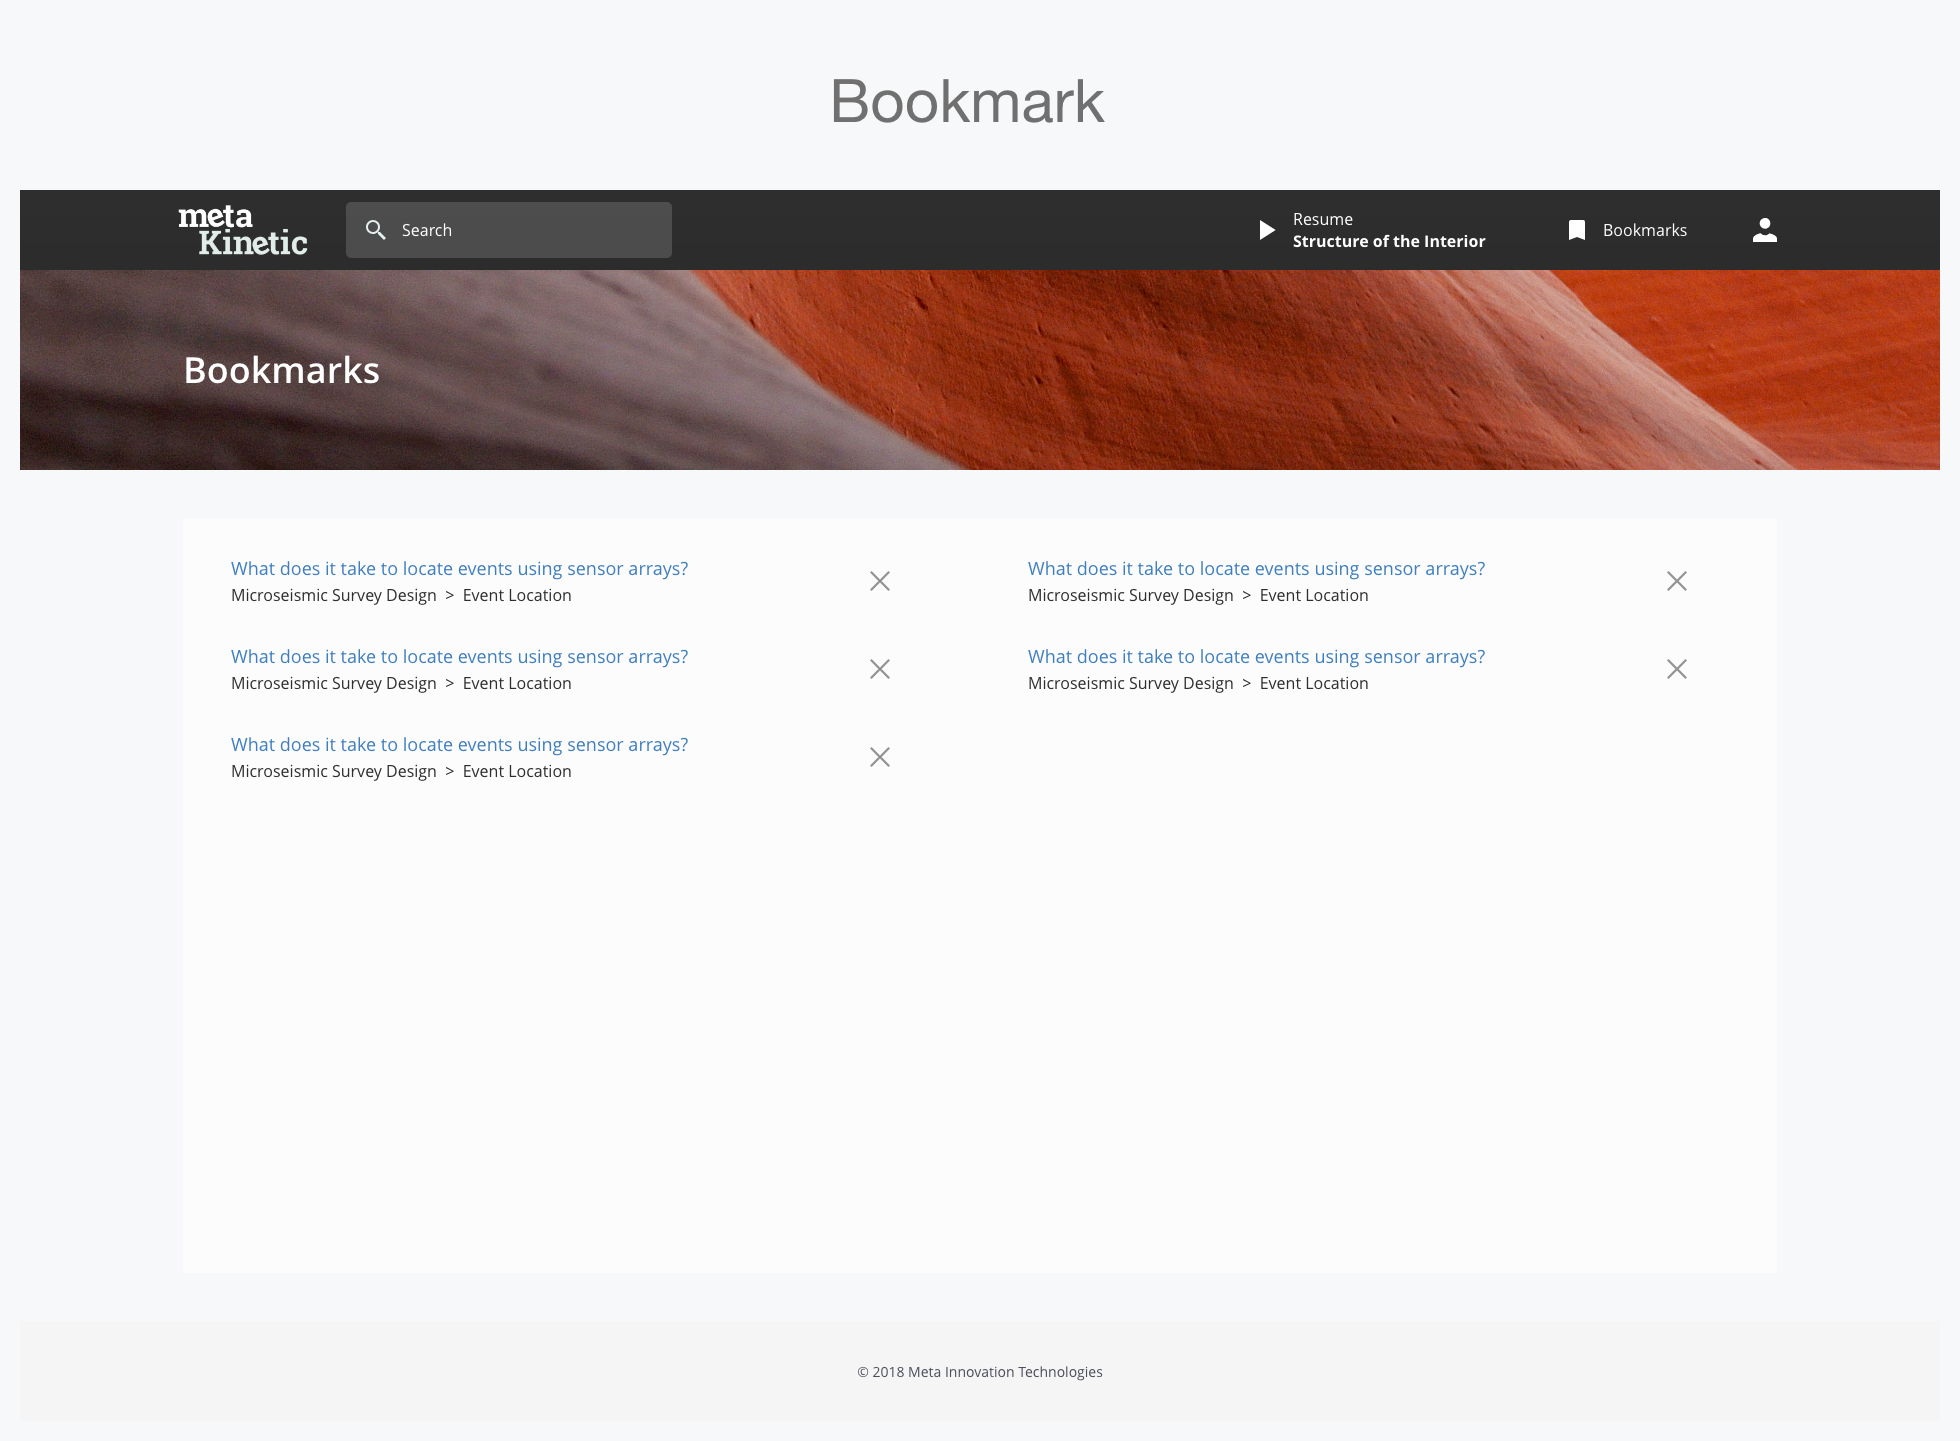 Bookmark
meta
Kinetic
Search
Resume
Structure of the Interior
Bookmarks
Bookmarks
What does it take to locate events using sensor arrays?
Microseismic Survey Design > Event Location
What does it take to locate events using sensor arrays?
Microseismic Survey Design > Event Location
What does it take to locate events using sensor arrays?
Microseismic Survey Design > Event Location
What does it take to locate events using sensor arrays?
Microseismic Survey Design > Event Location
What does it take to locate events using sensor arrays?
Microseismic Survey Design > Event Location
© 2018 Meta Innovation Technologies